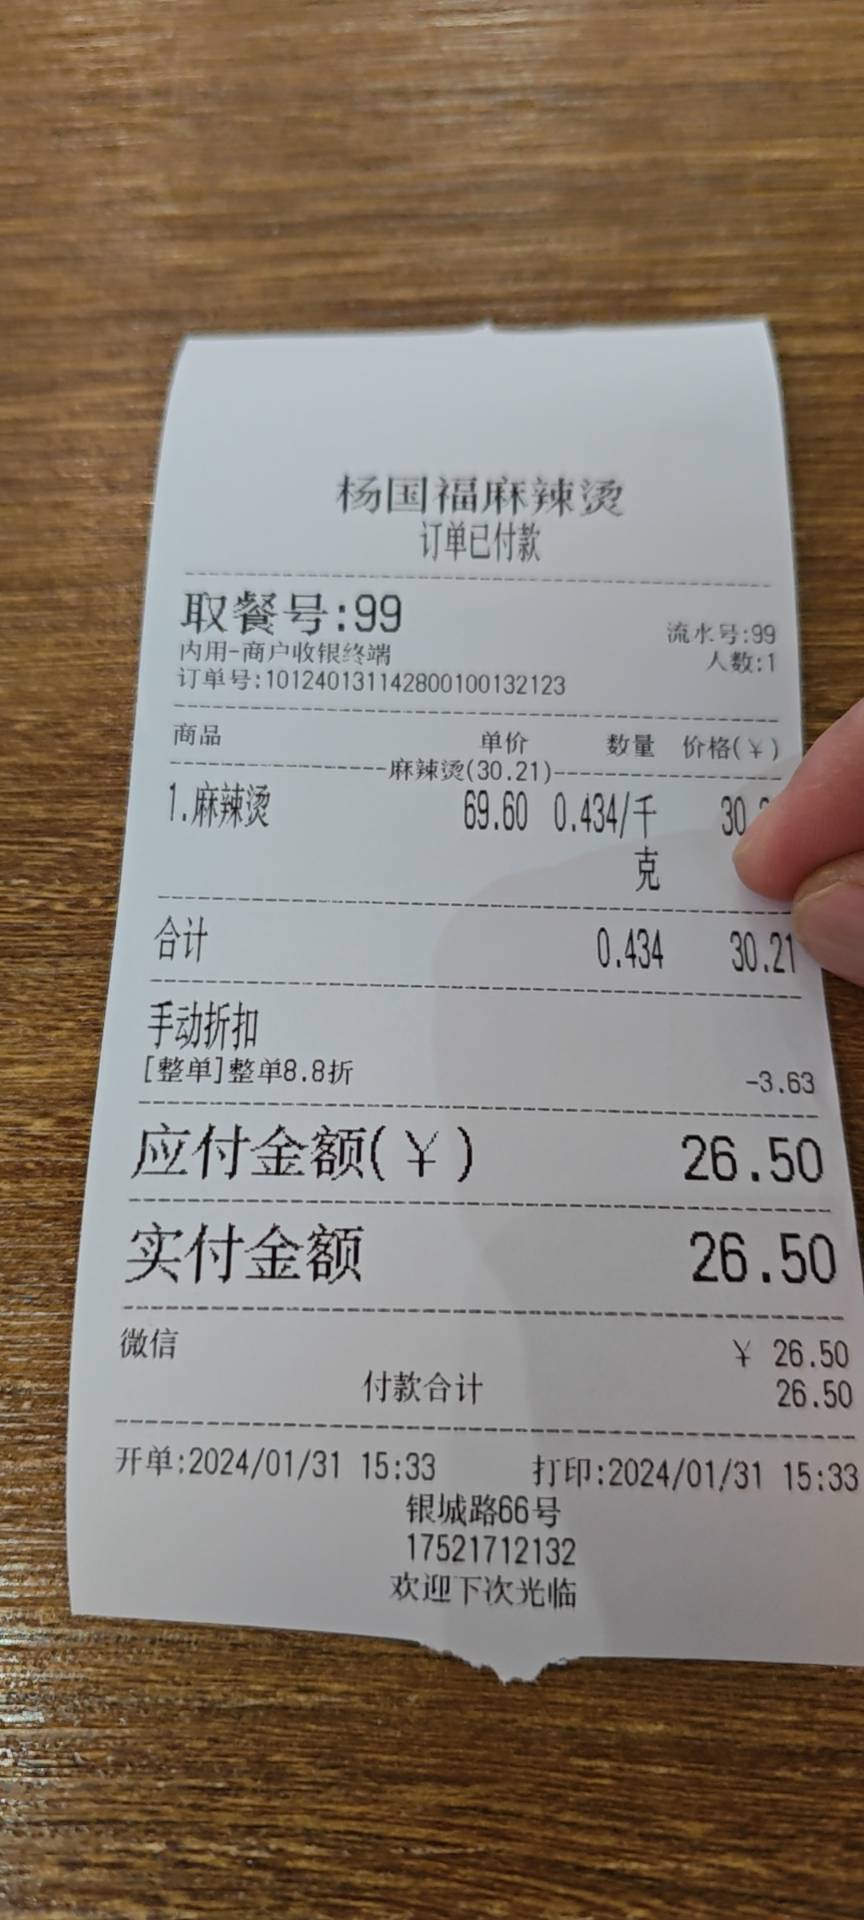 杨国福麻辣烫
订单已付款
取餐号:99
流水号:99
内用-商户收银终端
人数:1
订单号:101240131142800100132123
商品 单价 数量 价格(￥)
麻辣烫(30.21)
1.麻辣烫 69.60 0.434/千克 30.
合计 0.434 30.21
手动折扣
[整单]整单8.8折 -3.63
应付金额(￥) 26.50
实付金额 26.50
微信 ￥ 26.50
付款合计 26.50
开单:2024/01/31 15:33 打印:2024/01/31 15:33
银城路66号
17521712132
欢迎下次光临